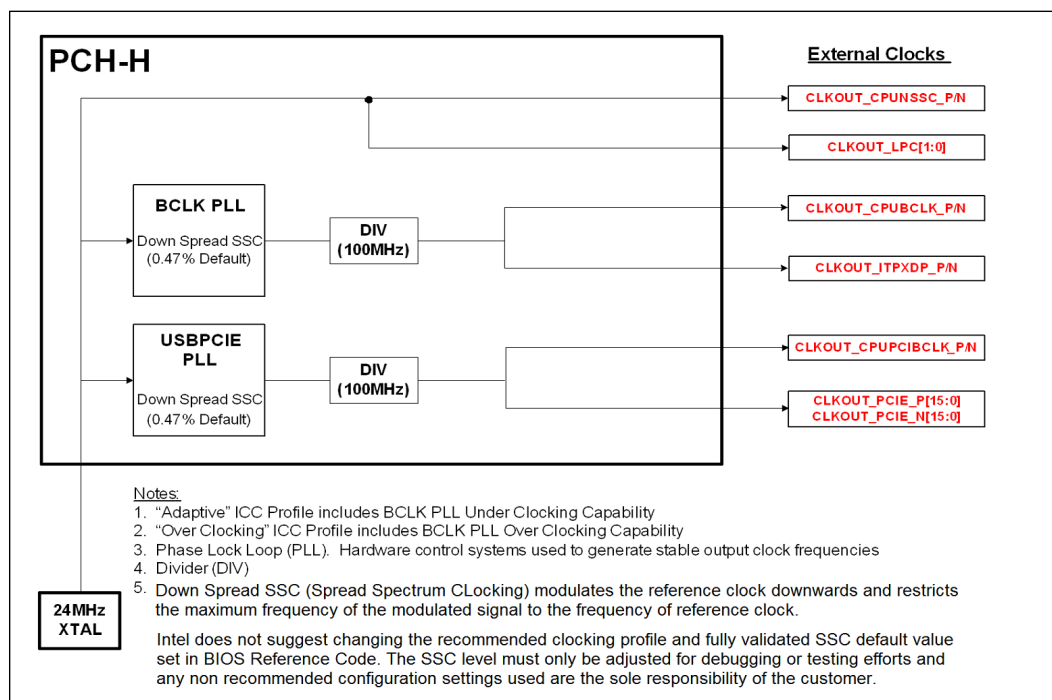 PCH-H
External Clocks
CLKOUT_CPUNSSC_P/N
CLKOUT_LPC[1:0]
BCLK PLL
Down Spread SSC
(0.47% Default)
DIV
(100MHz)
CLKOUT_CPUBCLK_P/N
CLKOUT_ITPXDP_P/N
USBPCIE
PLL
Down Spread SSC
(0.47% Default)
DIV
(100MHz)
CLKOUT_CPUPCIBCLK_P/N
CLKOUT_PCIE_P[15:0]
CLKOUT_PCIE_N[15:0]
Notes:
1. “Adaptive” ICC Profile includes BCLK PLL Under Clocking Capability
2. “Over Clocking” ICC Profile includes BCLK PLL Over Clocking Capability
3. Phase Lock Loop (PLL). Hardware control systems used to generate stable output clock frequencies
4. Divider (DIV)
5. Down Spread SSC (Spread Spectrum CLocking) modulates the reference clock downwards and restricts
the maximum frequency of the modulated signal to the frequency of reference clock.
Intel does not suggest changing the recommended clocking profile and fully validated SSC default value
set in BIOS Reference Code. The SSC level must only be adjusted for debugging or testing efforts and
any non recommended configuration settings used are the sole responsibility of the customer.
24MHz
XTAL